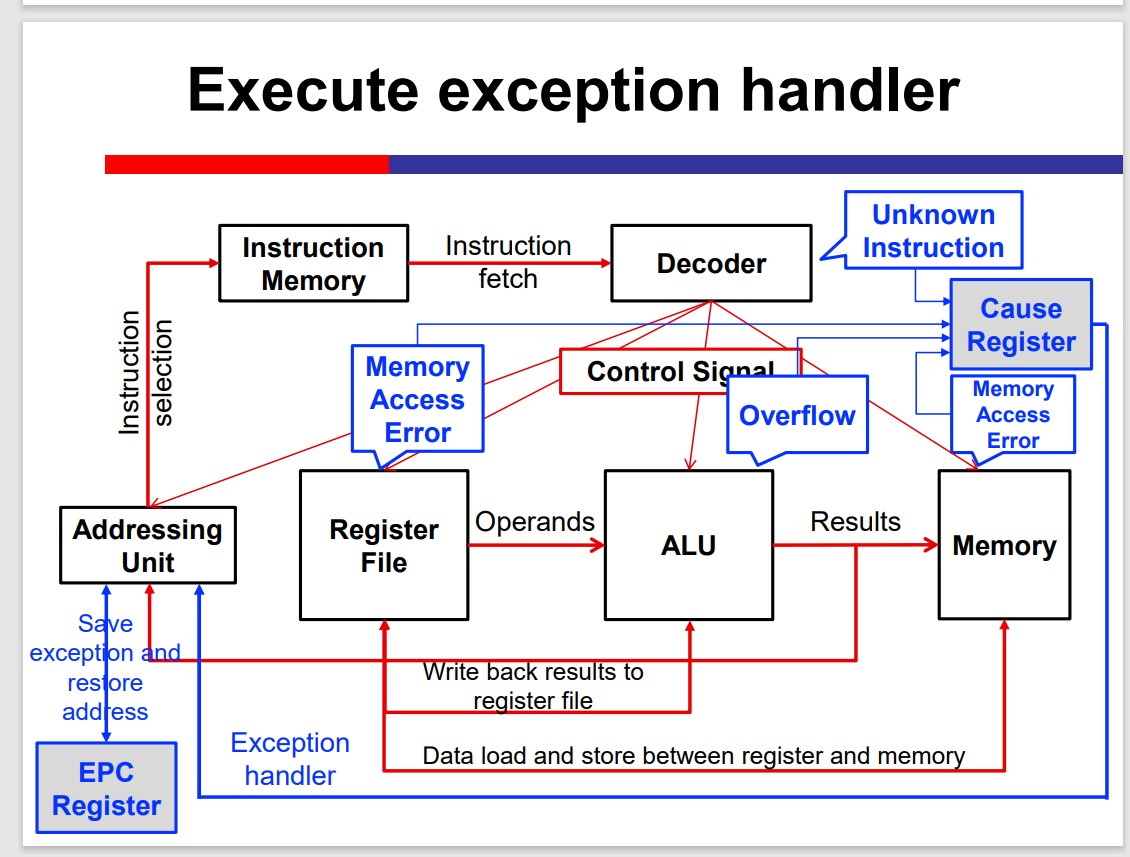 Execute exception handler
Unknown
Instruction
Instruction
Memory
Instruction
fetch
Decoder
Cause
Register
Instruction
selection
Memory
Access
Error
Control Signal
Overflow
Memory
Access
Error
Addressing
Unit
Register
File
Operands
ALU
Results
Memory
Save
exception and
restore
address
Write back results to
register file
Exception
handler
Data load and store between register and memory
EPC
Register